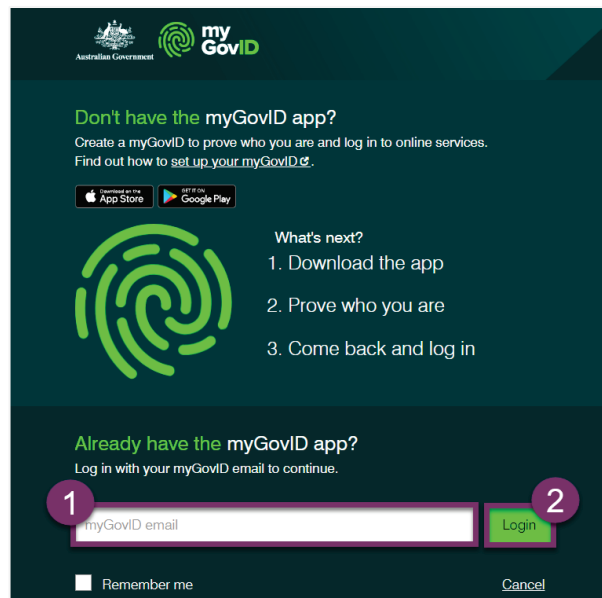 Australian Government
my
GovID
Don't have the myGovID app?
Create a myGovID to prove who you are and log in to online services.
Find out how to set up your myGovID.
Download on the
App Store
GET IT ON
Google Play
What's next?
1. Download the app
2. Prove who you are
3. Come back and log in
Already have the myGovID app?
Log in with your myGovID email to continue.
1
myGovID email
2
Login
Remember me
Cancel